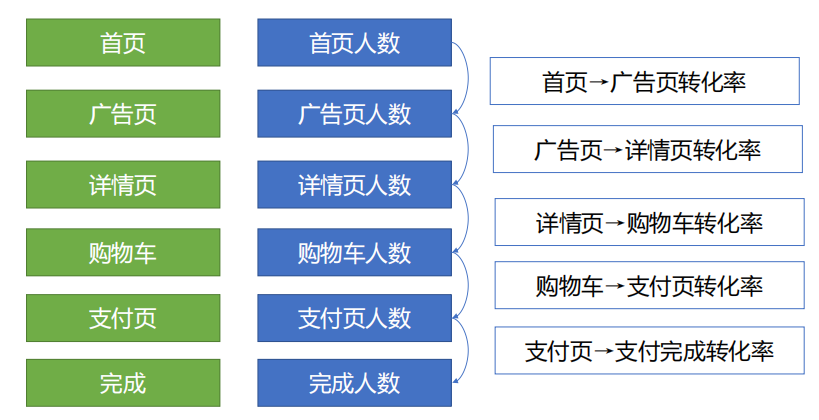 首页
首页人数
首页→广告页转化率
广告页
广告页人数
广告页→详情页转化率
详情页
详情页人数
详情页→购物车转化率
购物车
购物车人数
购物车→支付页转化率
支付页
支付页人数
支付页→支付完成转化率
完成
完成人数